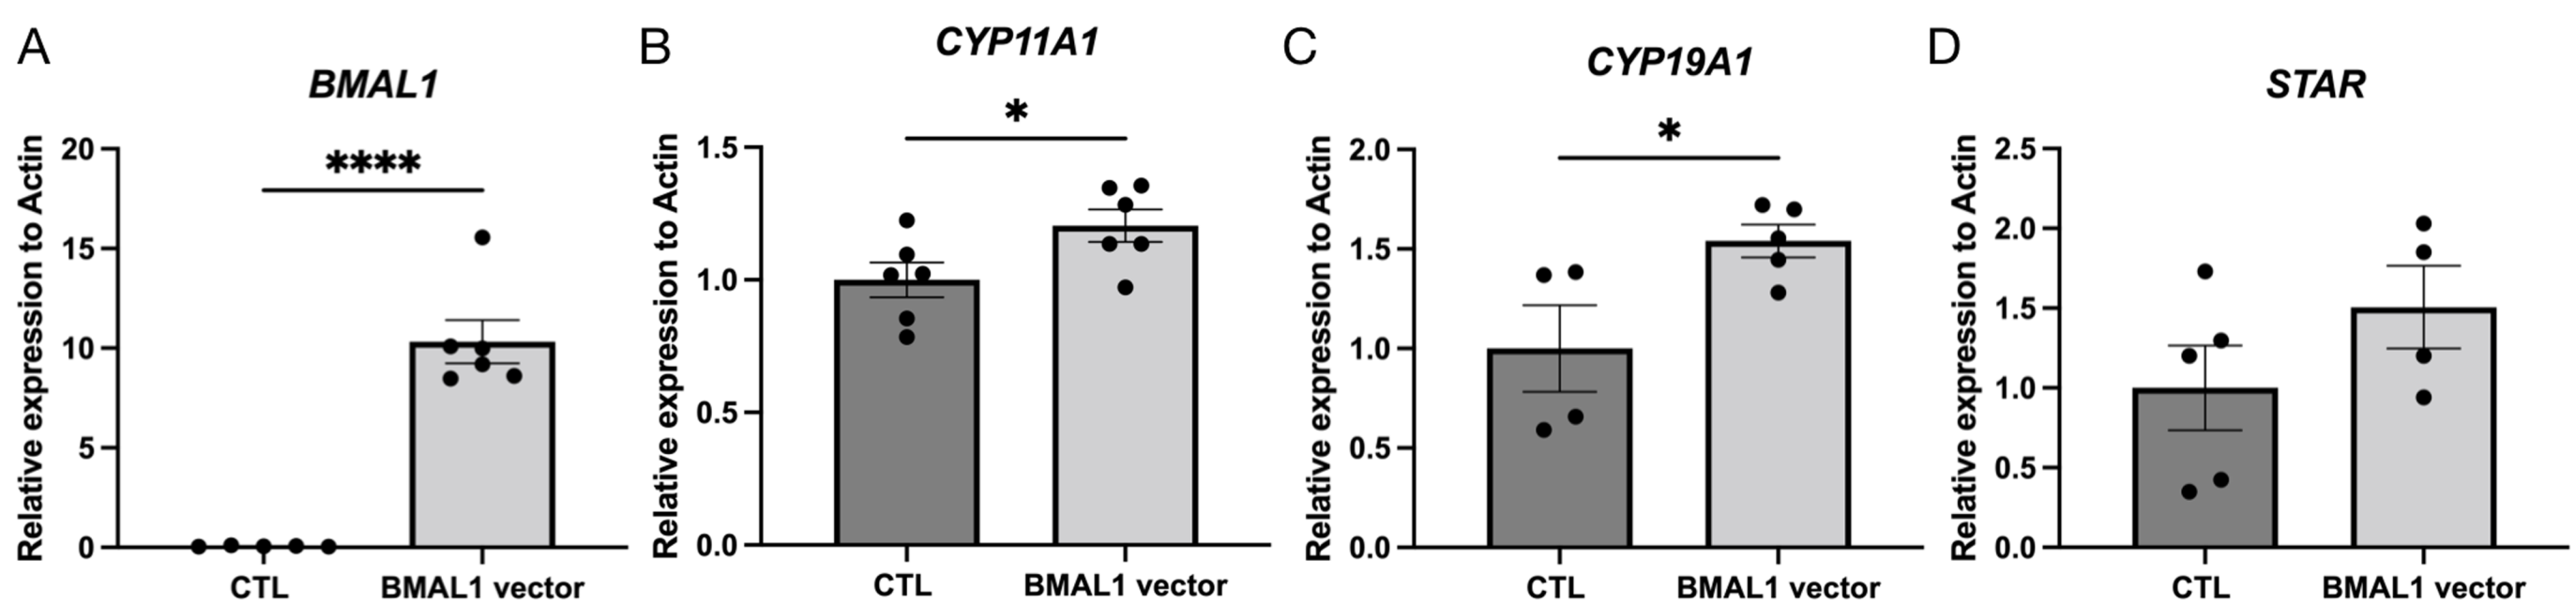 A
BMAL1
Relative expression to Actin
20
15
10
5
0
****
CTL
BMAL1 vector
B
CYP11A1
Relative expression to Actin
1.5
1.0
0.5
0.0
*
CTL
BMAL1 vector
C
CYP19A1
Relative expression to Actin
2.0
1.5
1.0
0.5
0.0
*
CTL
BMAL1 vector
D
STAR
Relative expression to Actin
2.5
2.0
1.5
1.0
0.5
0.0
CTL
BMAL1 vector